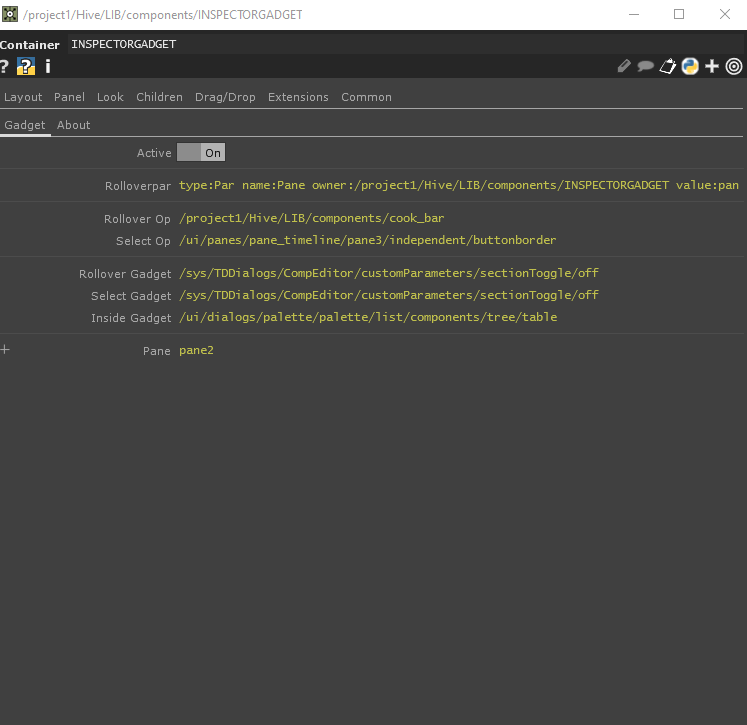 /project1/Hive/LIB/components/INSPECTORGADGET
Container INSPECTORGADGET
? ? i
Layout Panel Look Children Drag/Drop Extensions Common
Gadget About
Active On
Rolloverpar type:Par name:Pane owner:/project1/Hive/LIB/components/INSPECTORGADGET value:pan
Rollover Op /project1/Hive/LIB/components/cook_bar
Select Op /ui/panes/pane_timeline/pane3/independent/buttonborder
Rollover Gadget /sys/TDDialogs/CompEditor/customParameters/sectionToggle/off
Select Gadget /sys/TDDialogs/CompEditor/customParameters/sectionToggle/off
Inside Gadget /ui/dialogs/palette/palette/list/components/tree/table
Pane pane2